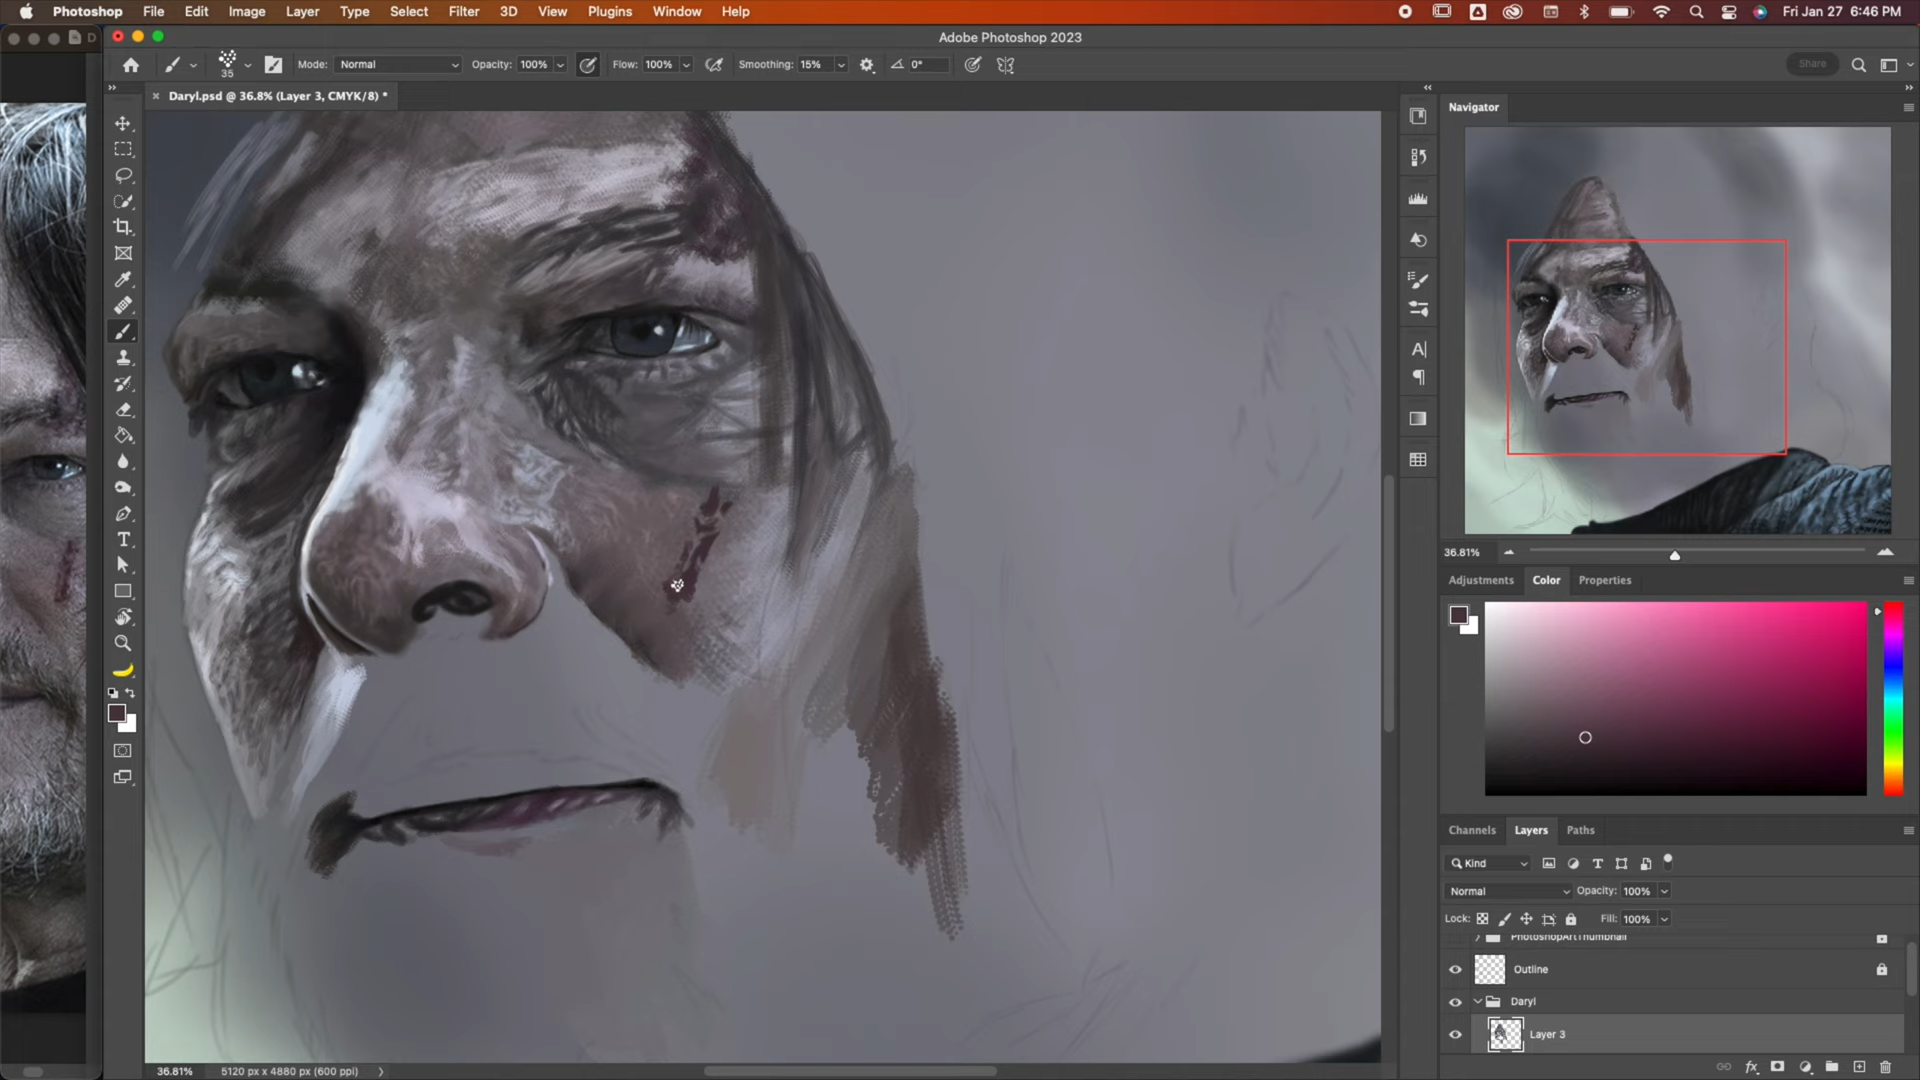 Photoshop File Edit Image Layer Type Select Filter 3D View Plugins Window Help Fri Jan 27 6:46 PM
D
Adobe Photoshop 2023
35 Mode: Normal Opacity: 100% Flow: 100% Smoothing: 15% 0° Share
Daryl.psd @ 36.8% (Layer 3, CMYK/8) *
Navigator
36.81%
Adjustments Color Properties
Channels Layers Paths
Kind
Normal Opacity: 100%
Lock: Fill: 100%
PhotoshopArtThumbnail
Outline
Daryl
Layer 3
36.81% 5120 px x 4880 px (600 ppi)